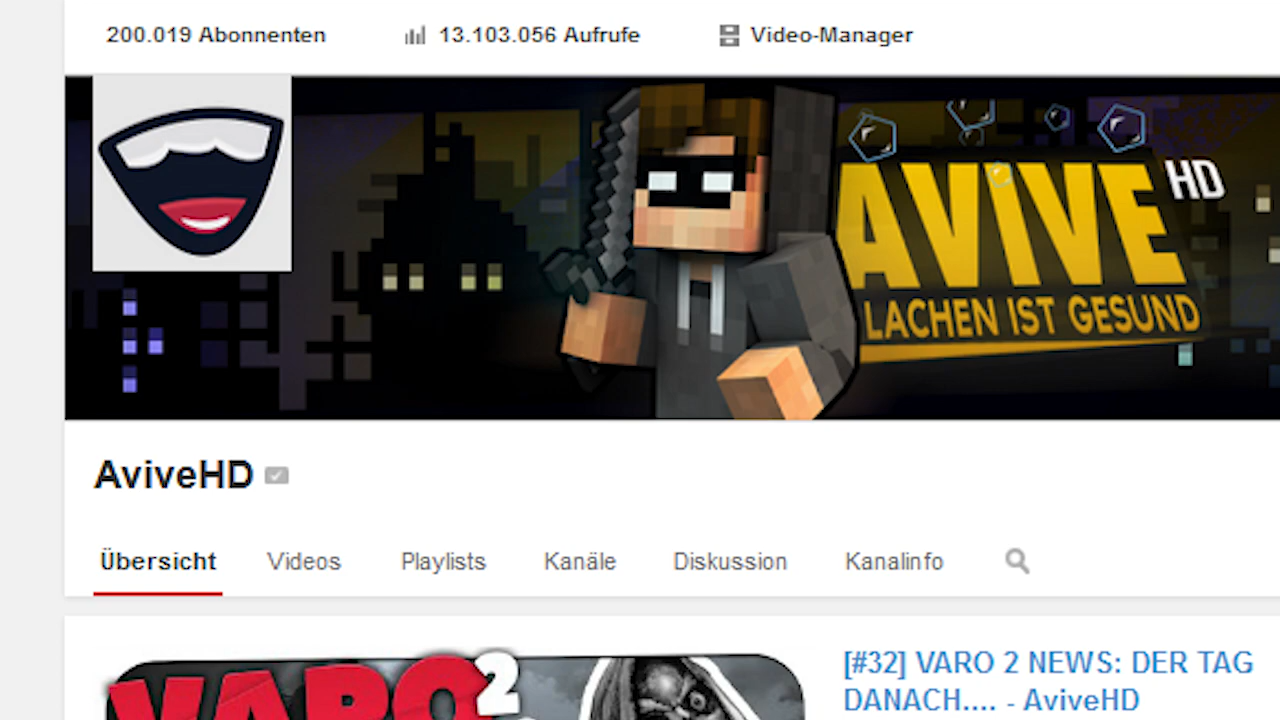 200.019 Abonnenten 13.103.056 Aufrufe Video-Manager
AVIVE HD
LACHEN IST GESUND
AviveHD
Übersicht Videos Playlists Kanäle Diskussion Kanalinfo
VARO 2
[#32] VARO 2 NEWS: DER TAG
DANACH.... - AviveHD